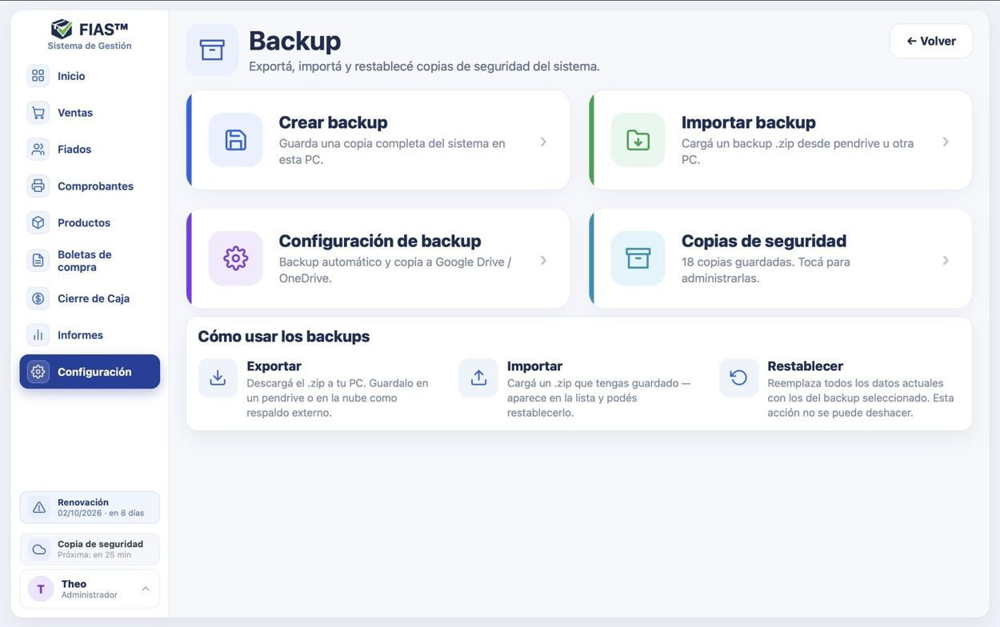 FIAS™
Sistema de Gestión
Inicio
Ventas
Fiados
Comprobantes
Productos
Boletas de
compra
Cierre de Caja
Informes
Configuración
Renovación
02/10/2026 · en 8 días
Copia de seguridad
Próxima: en 25 min
T
Theo
Administrador
Backup
Exportá, importá y restablecé copias de seguridad del sistema.
← Volver
Crear backup
Guarda una copia completa del sistema en
esta PC.
Importar backup
Cargá un backup .zip desde pendrive u otra
PC.
Configuración de backup
Backup automático y copia a Google Drive /
OneDrive.
Copias de seguridad
18 copias guardadas. Tocá para
administrarlas.
Cómo usar los backups
Exportar
Descargá el .zip a tu PC. Guardalo en
un pendrive o en la nube como
respaldo externo.
Importar
Cargá un .zip que tengas guardado —
aparece en la lista y podés
restablecerlo.
Restablecer
Reemplaza todos los datos actuales
con los del backup seleccionado. Esta
acción no se puede deshacer.